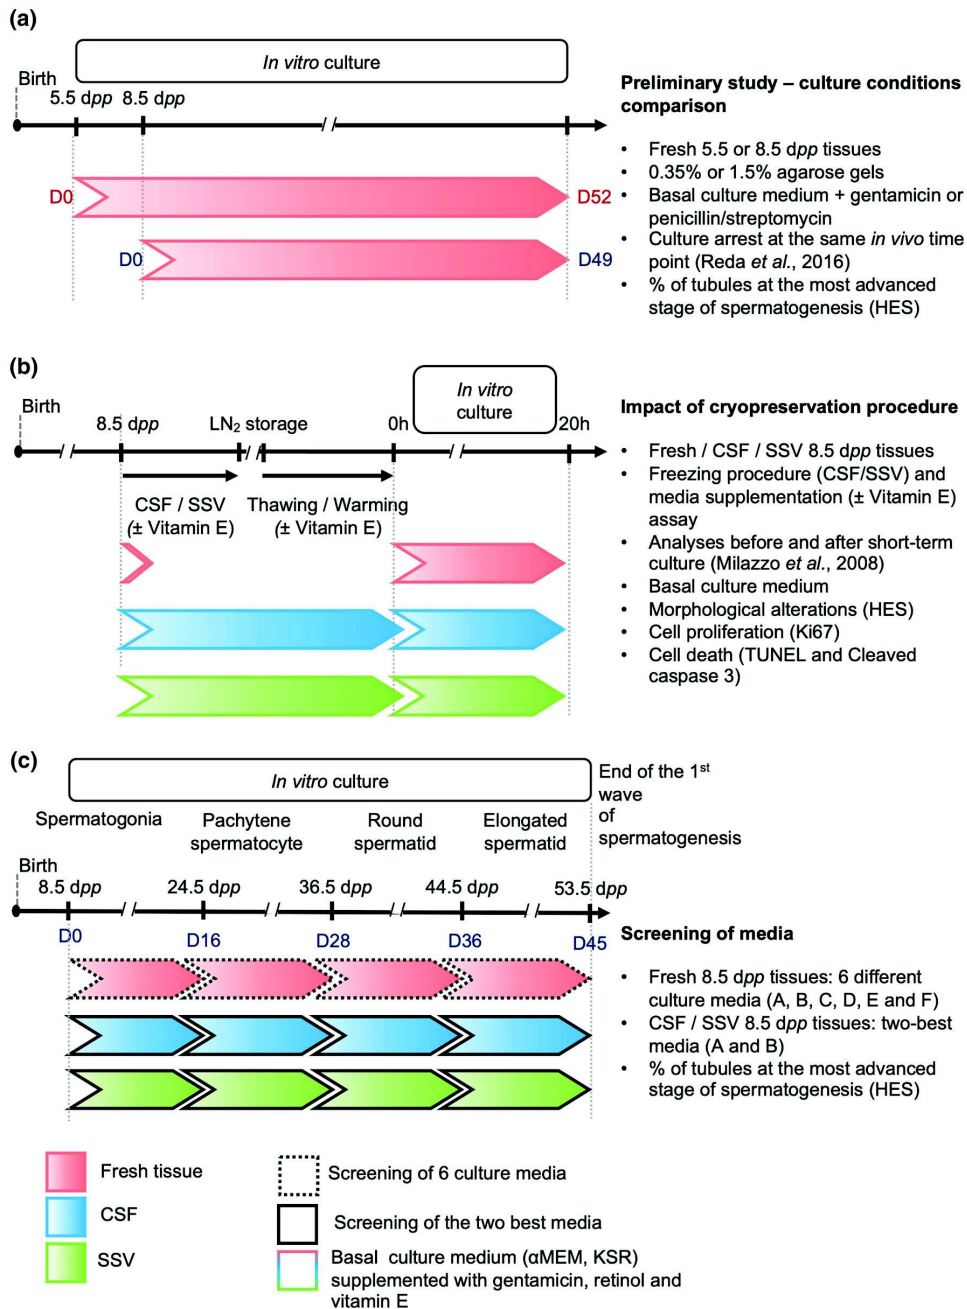 (a)
In vitro culture
Birth
5.5 dpp
8.5 dpp
D0
D52
D0
D49
Preliminary study – culture conditions
comparison
• Fresh 5.5 or 8.5 dpp tissues
• 0.35% or 1.5% agarose gels
• Basal culture medium + gentamicin or
penicillin/streptomycin
• Culture arrest at the same in vivo time
point (Reda et al., 2016)
• % of tubules at the most advanced
stage of spermatogenesis (HES)
(b)
In vitro
culture
Birth
8.5 dpp
LN2 storage
0h
20h
CSF / SSV
(± Vitamin E)
Thawing / Warming
(± Vitamin E)
Impact of cryopreservation procedure
• Fresh / CSF / SSV 8.5 dpp tissues
• Freezing procedure (CSF/SSV) and
media supplementation (± Vitamin E)
assay
• Analyses before and after short-term
culture (Milazzo et al., 2008)
• Basal culture medium
• Morphological alterations (HES)
• Cell proliferation (Ki67)
• Cell death (TUNEL and Cleaved
caspase 3)
(c)
In vitro culture
End of the 1st
wave
of
spermatogenesis
Spermatogonia
Pachytene
spermatocyte
Round
spermatid
Elongated
spermatid
Birth
8.5 dpp
24.5 dpp
36.5 dpp
44.5 dpp
53.5 dpp
D0
D16
D28
D36
D45
Screening of media
• Fresh 8.5 dpp tissues: 6 different
culture media (A, B, C, D, E and F)
• CSF / SSV 8.5 dpp tissues: two-best
media (A and B)
• % of tubules at the most advanced
stage of spermatogenesis (HES)
Fresh tissue
CSF
SSV
Screening of 6 culture media
Screening of the two best media
Basal culture medium (αMEM, KSR)
supplemented with gentamicin, retinol and
vitamin E